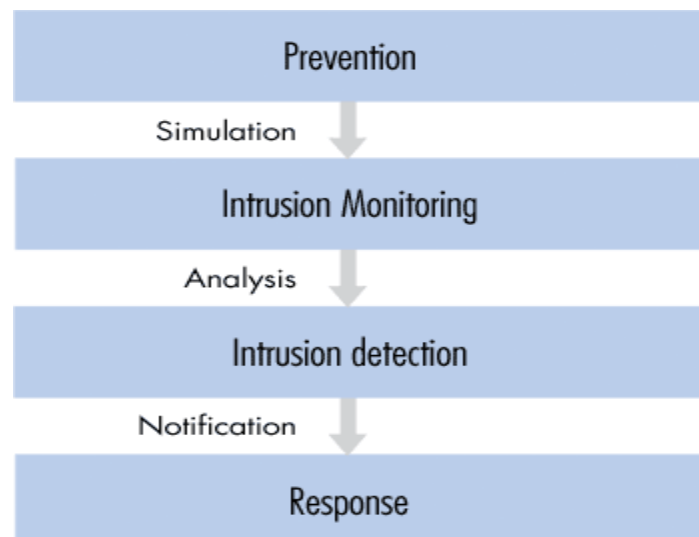 Prevention
Simulation
Intrusion Monitoring
Analysis
Intrusion detection
Notification
Response